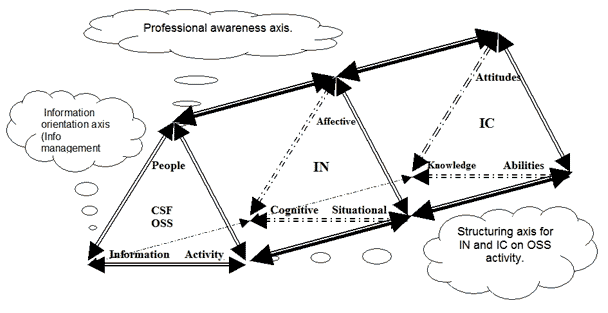 Professional awareness axis.
Information
orientation axis
(Info
management
People
CSF
OSS
Information Activity
Affective
IN
Cognitive Situational
Attitudes
IC
Knowledge Abilities
Structuring axis for
IN and IC on OSS
activity.